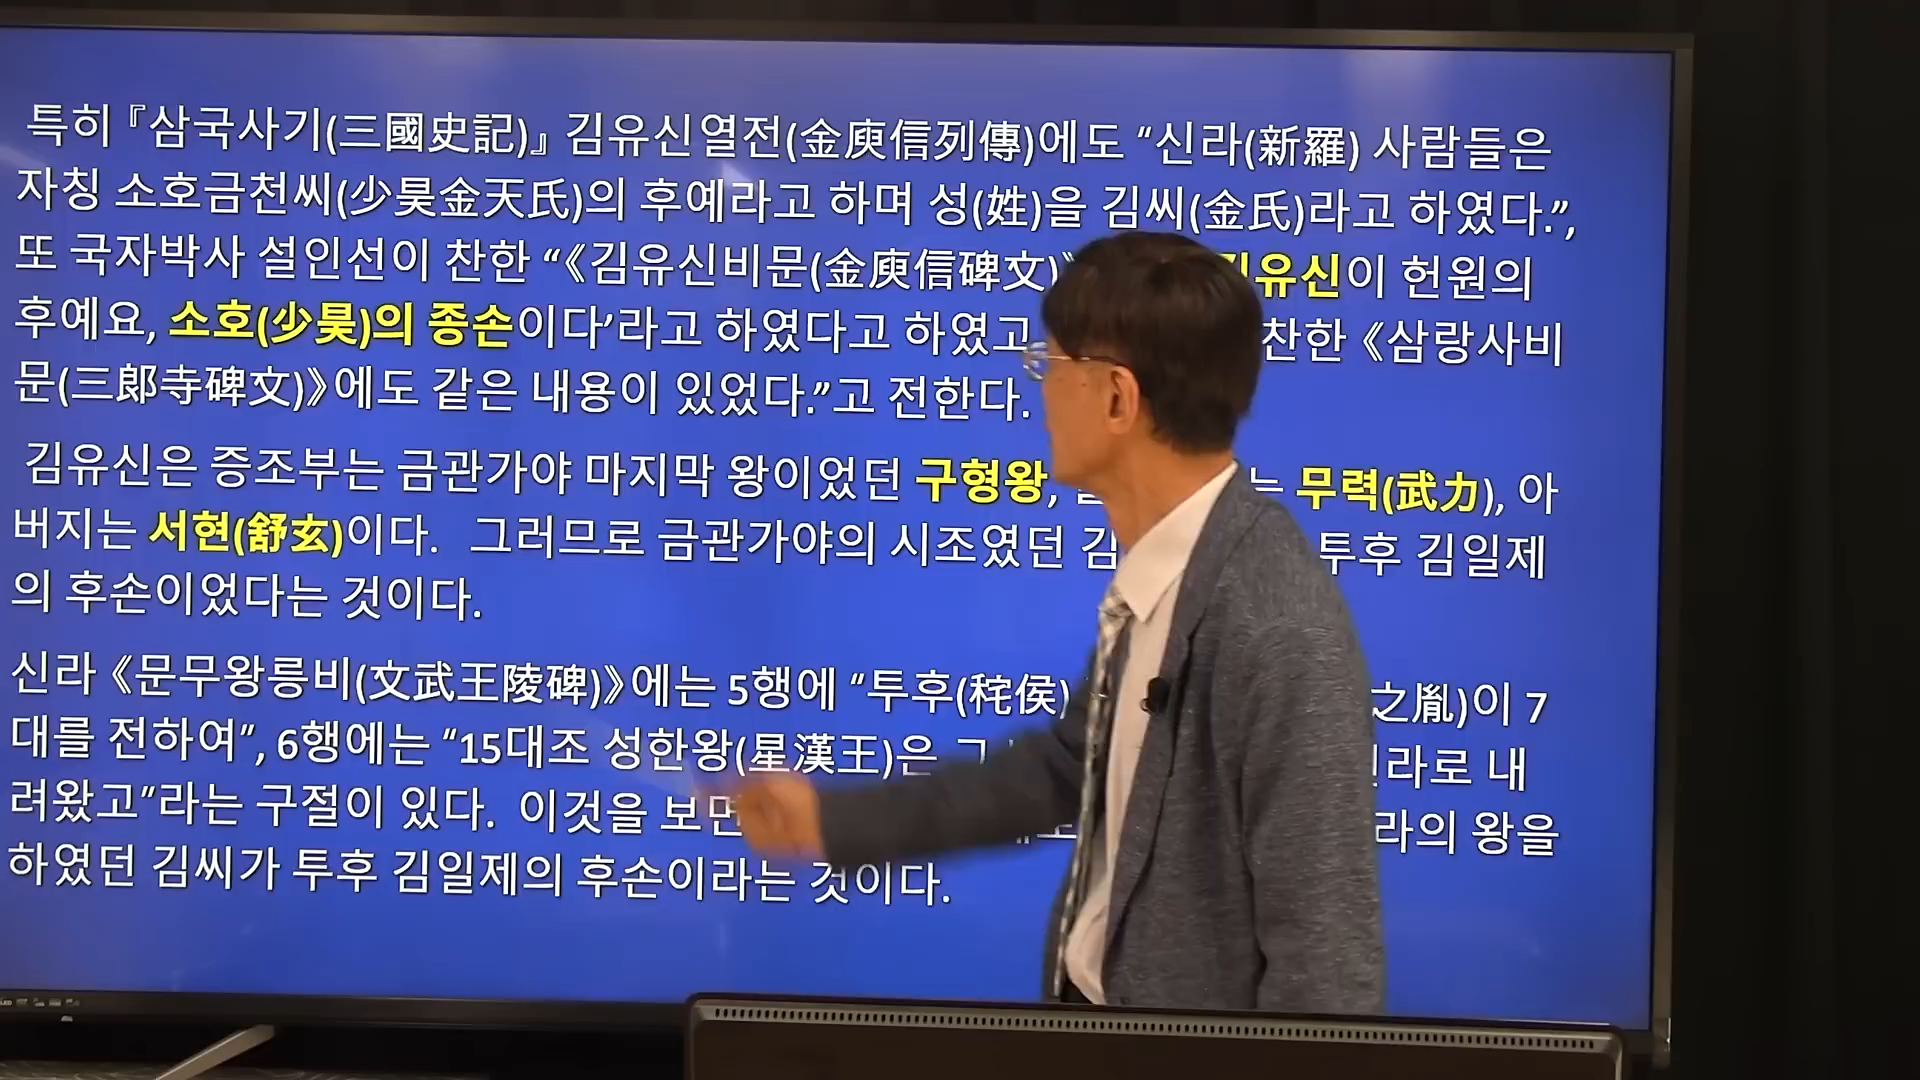 특히 『삼국사기(三國史記)』 김유신열전(金庾信列傳)에도 “신라(新羅) 사람들은
자칭 소호금천씨(少昊金天氏)의 후예라고 하며 성(姓)을 김씨(金氏)라고 하였다.”,
또 국자박사 설인선이 찬한 “《김유신비문(金庾信碑文)》 김유신이 헌원의
후예요, 소호(少昊)의 종손이다’라고 하였다고 하였고 찬한 《삼랑사비
문(三郞寺碑文)》에도 같은 내용이 있었다.”고 전한다.
김유신은 증조부는 금관가야 마지막 왕이었던 구형왕, 는 무력(武力), 아
버지는 서현(舒玄)이다. 그러므로 금관가야의 시조였던 김 투후 김일제
의 후손이었다는 것이다.
신라 《문무왕릉비(文武王陵碑)》에는 5행에 “투후(秺侯) 之胤)이 7
대를 전하여”, 6행에는 “15대조 성한왕(星漢王)은 그 라로 내
려왔고”라는 구절이 있다. 이것을 보면 라의 왕을
하였던 김씨가 투후 김일제의 후손이라는 것이다.